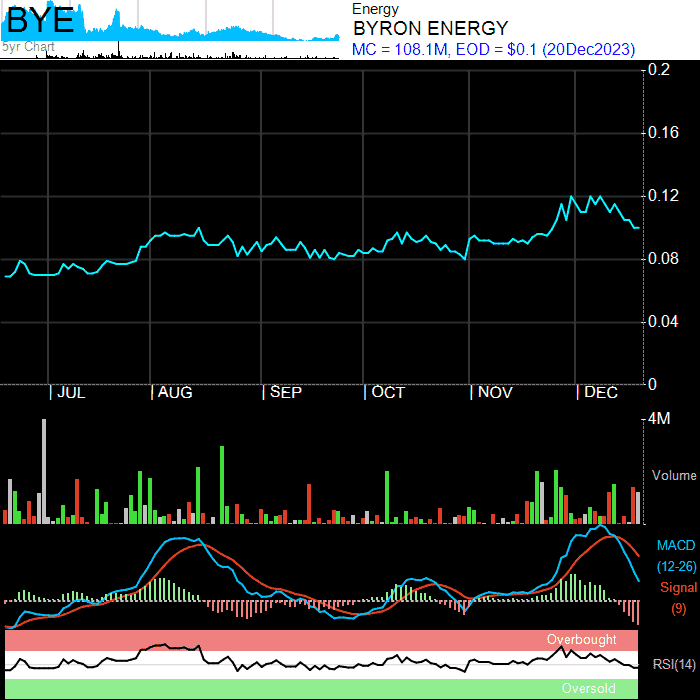 BYE
5yr Chart
Energy
BYRON ENERGY
MC = 108.1M, EOD = $0.1 (20Dec2023)
0.2
0.16
0.12
0.08
0.04
0
| JUL | AUG | SEP | OCT | NOV | DEC
4M
Volume
MACD
(12-26)
Signal
(9)
Overbought
RSI(14)
Oversold